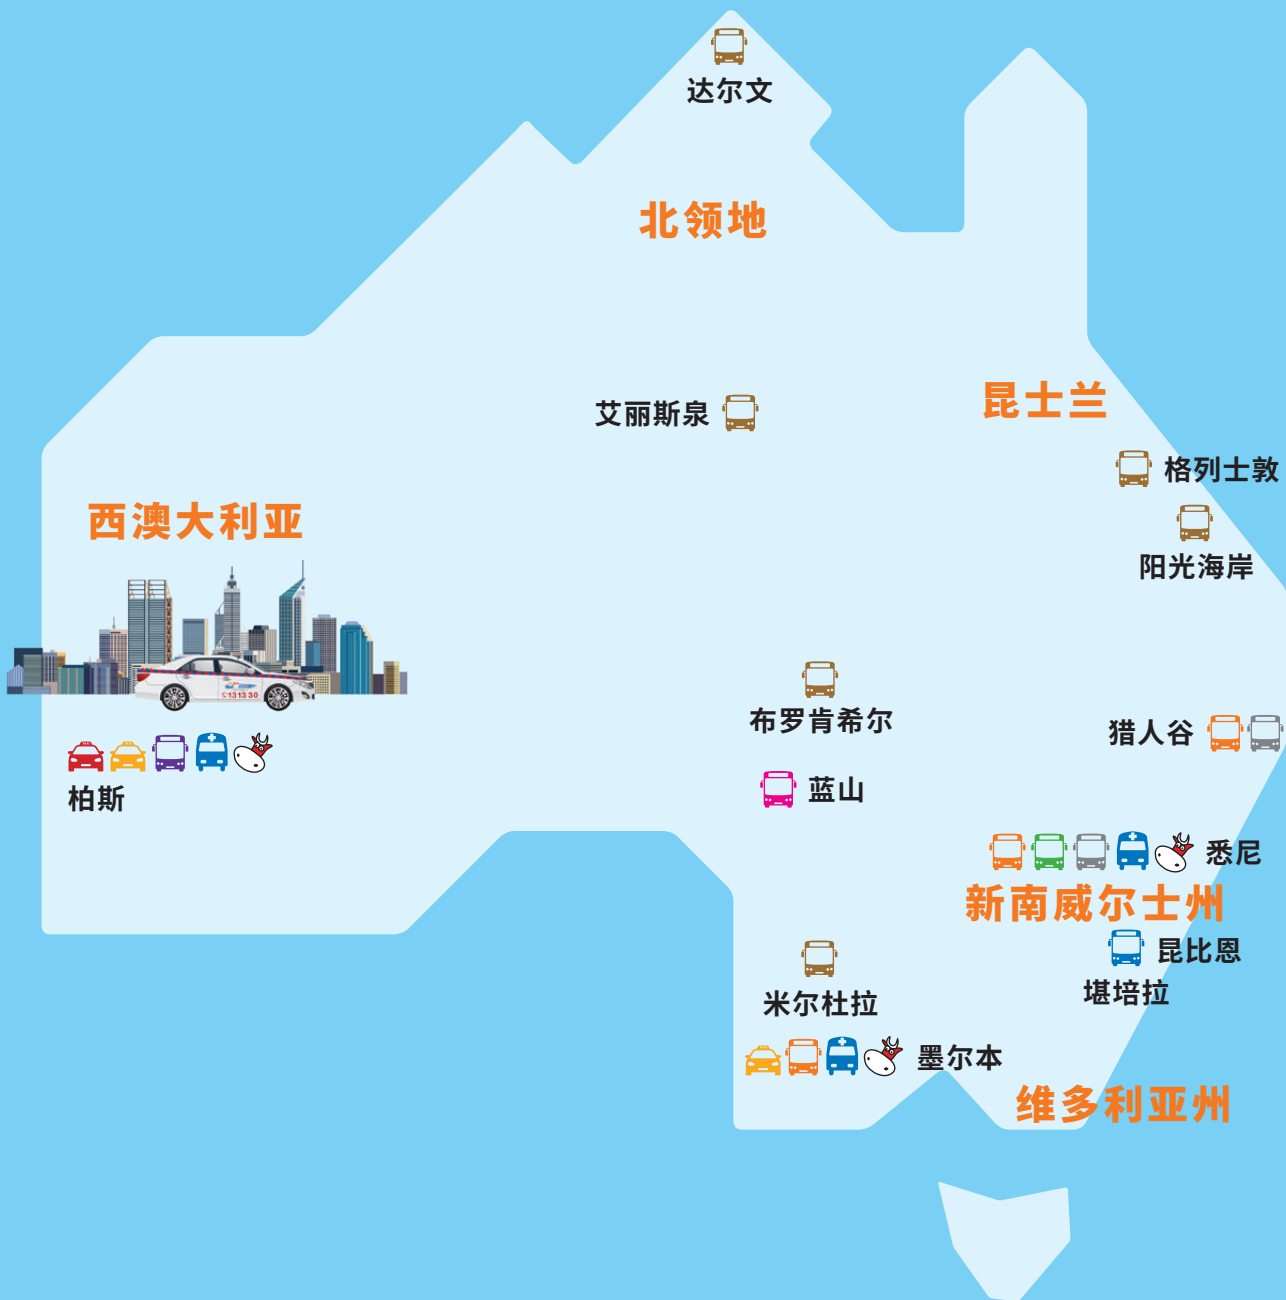 达尔文
北领地
昆士兰
艾丽斯泉
格列士敦
西澳大利亚
阳光海岸
131330
布罗肯希尔
猎人谷
蓝山
柏斯
悉尼
新南威尔士州
昆比恩
堪培拉
米尔杜拉
墨尔本
维多利亚州